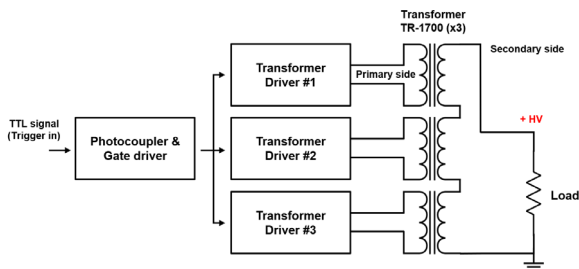 Transformer
TR-1700 (x3)
Secondary side
Transformer
Driver #1
Primary side
TTL signal
(Trigger in)
+ HV
Photocoupler &
Gate driver
Transformer
Driver #2
Load
Transformer
Driver #3